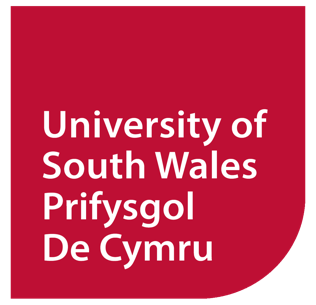 University of
South Wales
Prifysgol
De Cymru